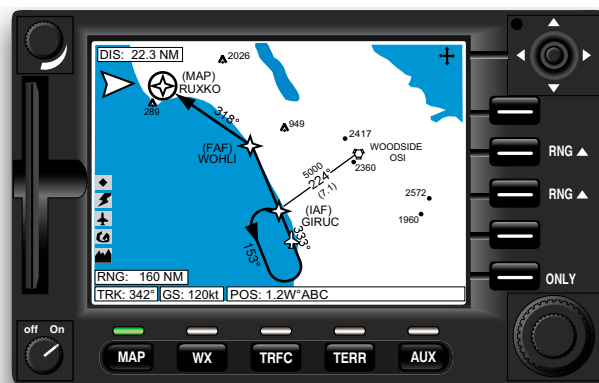 DIS: 22.3 NM
2026
(MAP)
RUXKO
289
318°
949
(FAF)
WOHLI
2417
WOODSIDE
OSI
2360
5000
224°
(7.1)
2572
1960
(IAF)
GIRUC
333°
153°
RNG: 160 NM
TRK: 342° GS: 120kt POS: 1.2W°ABC
RNG ▲
RNG ▲
ONLY
off On
MAP WX TRFC TERR AUX